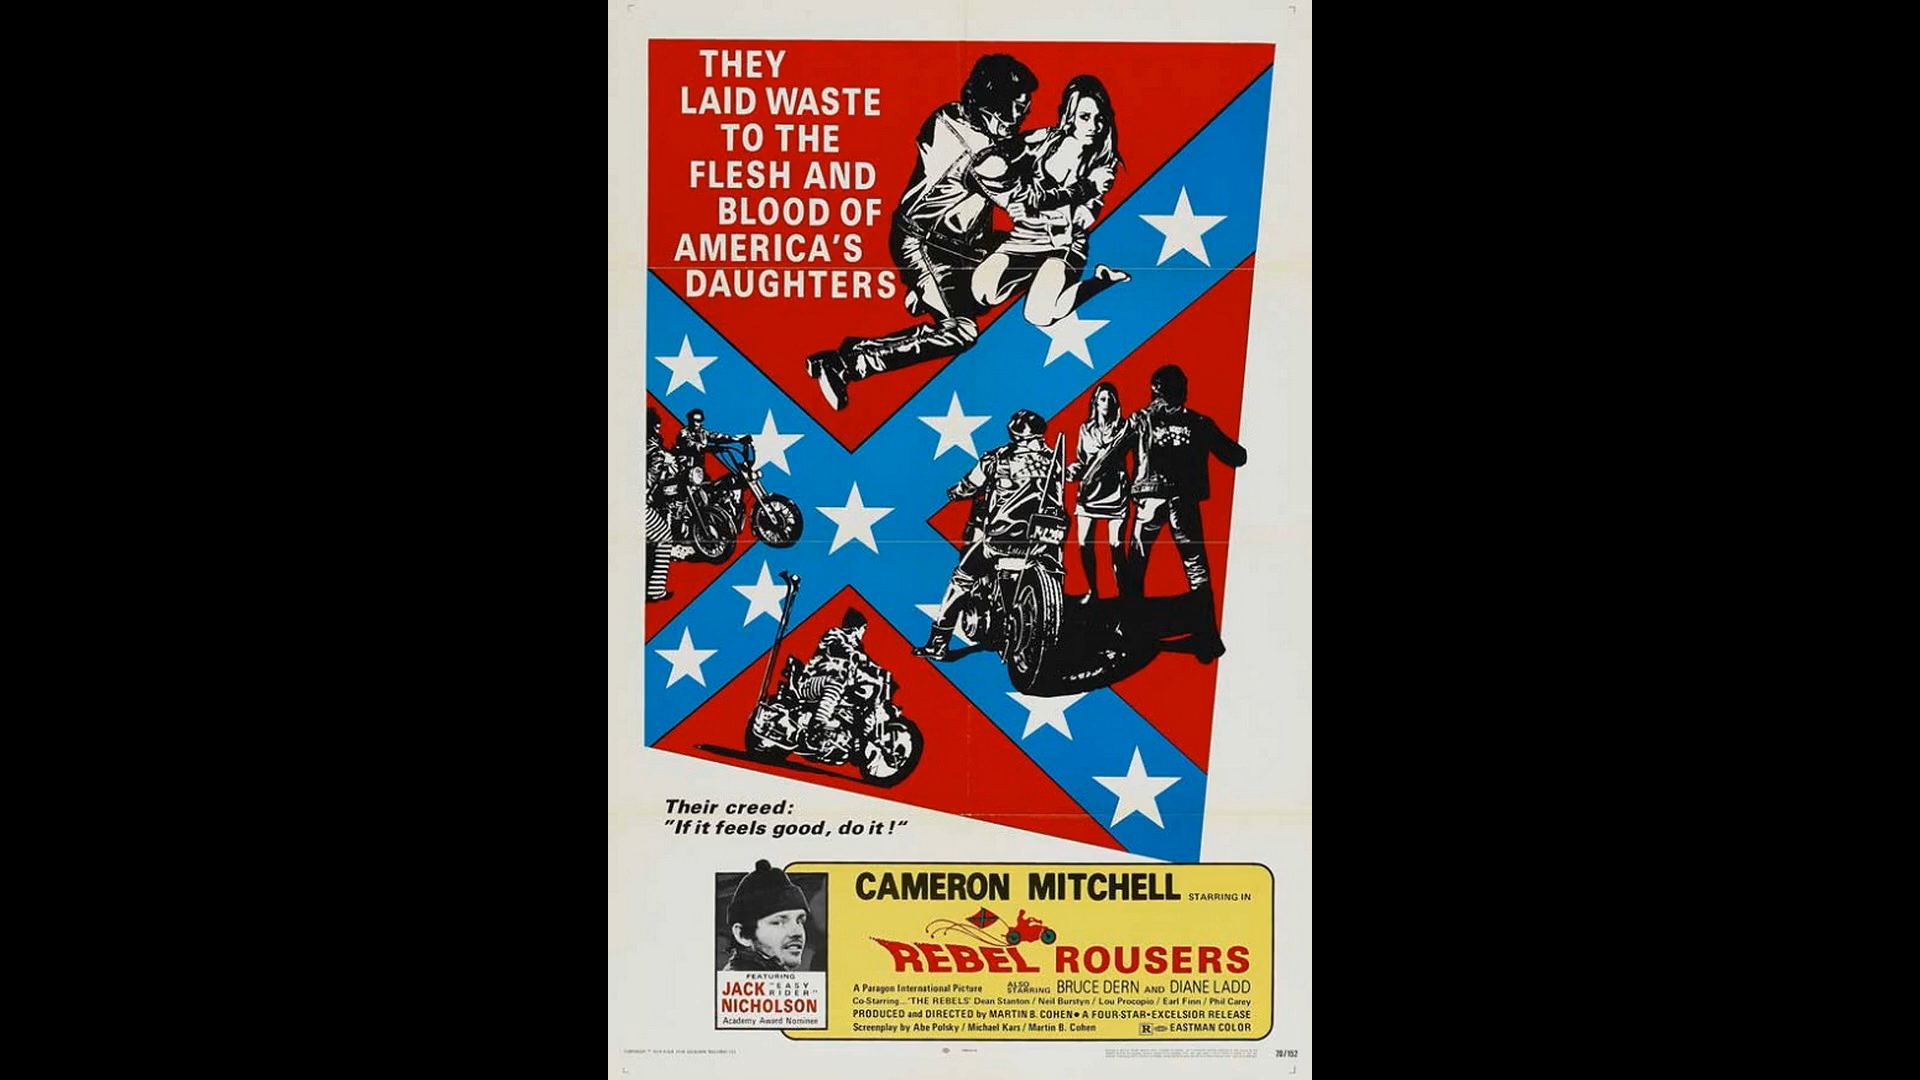 THEY
LAID WASTE
TO THE
FLESH AND
BLOOD OF
AMERICA'S
DAUGHTERS
Their creed:
"If it feels good, do it!"
CAMERON MITCHELL STARRING IN
REBEL ROUSERS
FEATURING
JACK "EASY RIDER"
NICHOLSON
Academy Award Nominee
A Paragon International Picture ALSO STARRING BRUCE DERN AND DIANE LADD
Co-Starring...'THE REBELS' Dean Stanton / Neil Burstyn / Lou Procopio / Earl Finn / Phil Carey
PRODUCED and DIRECTED by MARTIN B. COHEN • A FOUR-STAR-EXCELSIOR RELEASE
Screenplay by Abe Polsky / Michael Kars / Martin B. Cohen R EASTMAN COLOR
70/152